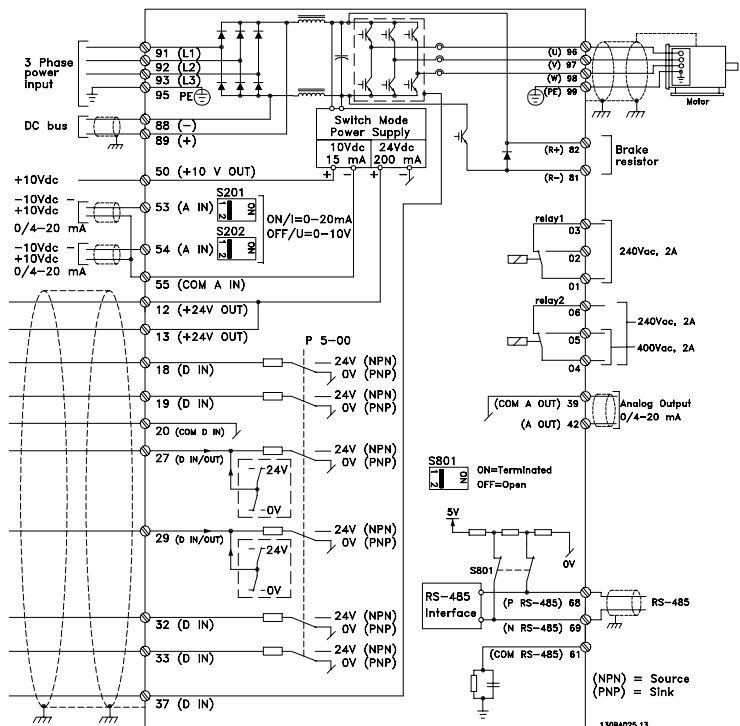 3 Phase
power
input
91 (L1)
92 (L2)
93 (L3)
95 PE
DC bus
88 (-)
89 (+)
Switch Mode
Power Supply
10Vdc
15 mA
24Vdc
200 mA
+ - + -
+10Vdc
50 (+10 V OUT)
-10Vdc -
+10Vdc
0/4-20 mA
53 (A IN)
S201
1 2
ON
-10Vdc -
+10Vdc
0/4-20 mA
54 (A IN)
S202
1 2
ON
ON/I=0-20mA
OFF/U=0-10V
55 (COM A IN)
12 (+24V OUT)
13 (+24V OUT)
P 5-00
18 (D IN)
24V (NPN)
0V (PNP)
19 (D IN)
24V (NPN)
0V (PNP)
20 (COM D IN)
27 (D IN/OUT)
24V (NPN)
0V (PNP)
24V
0V
29 (D IN/OUT)
24V (NPN)
0V (PNP)
24V
0V
32 (D IN)
24V (NPN)
0V (PNP)
33 (D IN)
24V (NPN)
0V (PNP)
37 (D IN)
(U) 96
(V) 97
(W) 98
(PE) 99
Motor
(R+) 82
(R-) 81
Brake
resistor
relay1
03
02
01
240Vac, 2A
relay2
06
05
04
240Vac, 2A
400Vac, 2A
(COM A OUT) 39
(A OUT) 42
Analog Output
0/4-20 mA
S801
1 2
ON
ON=Terminated
OFF=Open
5V
S801
0V
RS-485
Interface
(P RS-485) 68
(N RS-485) 69
RS-485
(COM RS-485) 61
(NPN) = Source
(PNP) = Sink
130BA025.13